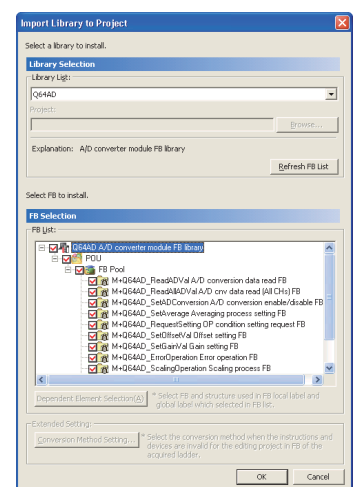 Import Library to Project
Select a library to install.
Library Selection
Library List:
Q64AD
Project:
Browse...
Explanation: A/D converter module FB library
Refresh FB List
Select FB to install.
FB Selection
FB List:
Q64AD A/D converter module FB library
POU
FB Pool
M+Q64AD_ReadADVal A/D conversion data read FB
M+Q64AD_ReadAllADVal A/D cnv data read (All CHs) FB
M+Q64AD_SetADConversion A/D conversion enable/disable FB
M+Q64AD_SetAverage Averaging process setting FB
M+Q64AD_RequestSetting OP condition setting request FB
M+Q64AD_SetOffsetVal Offset setting FB
M+Q64AD_SetGainVal Gain setting FB
M+Q64AD_ErrorOperation Error operation FB
M+Q64AD_ScalingOperation Scaling process FB
Dependent Element Selection(A)
* Select FB and structure used in FB local label and
global label which selected in FB list.
Extended Setting:
Conversion Method Setting...
* Select the conversion method when the instructions and
devices are invalid for the editing project in FB of the
acquired ladder.
OK
Cancel